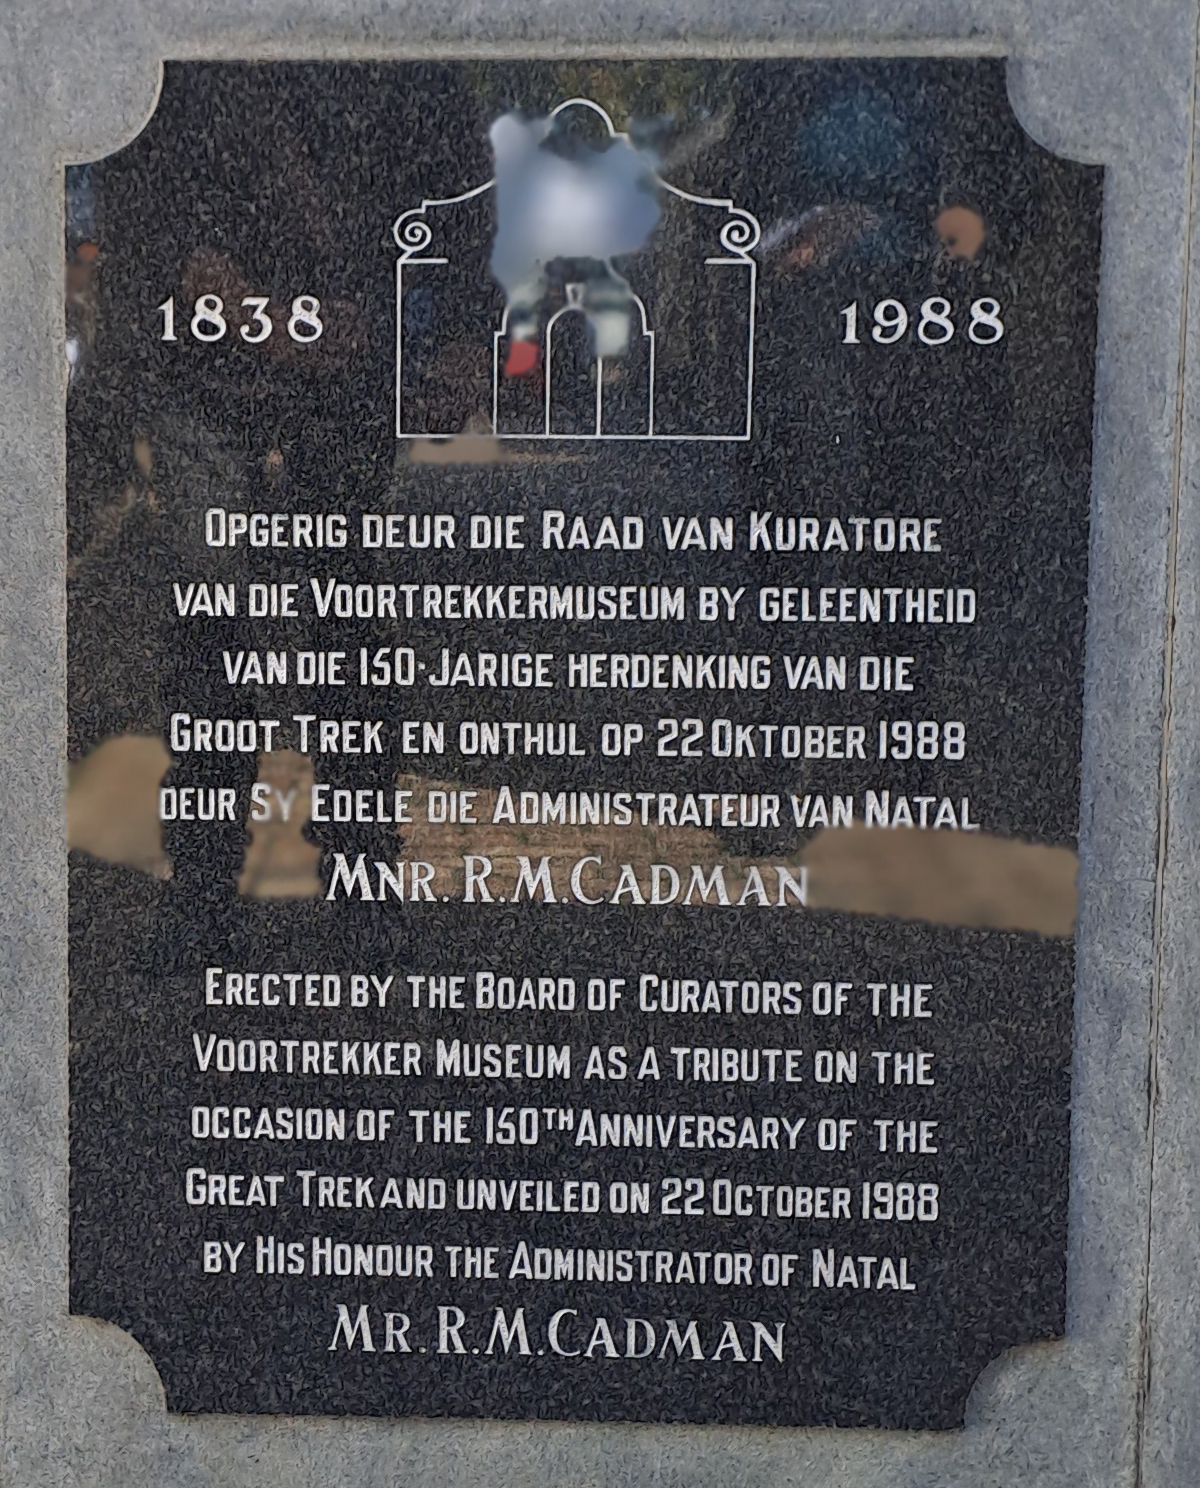 1838 1988
OPGERIG DEUR DIE RAAD VAN KURATORE
VAN DIE VOORTREKKERMUSEUM BY GELEENTHEID
VAN DIE 150-JARIGE HERDENKING VAN DIE
GROOT TREK EN ONTHUL OP 22 OKTOBER 1988
DEUR SY EDELE DIE ADMINISTRATEUR VAN NATAL
MNR. R.M. CADMAN
ERECTED BY THE BOARD OF CURATORS OF THE
VOORTREKKER MUSEUM AS A TRIBUTE ON THE
OCCASION OF THE 150TH ANNIVERSARY OF THE
GREAT TREK AND UNVEILED ON 22 OCTOBER 1988
BY HIS HONOUR THE ADMINISTRATOR OF NATAL
MR. R.M. CADMAN